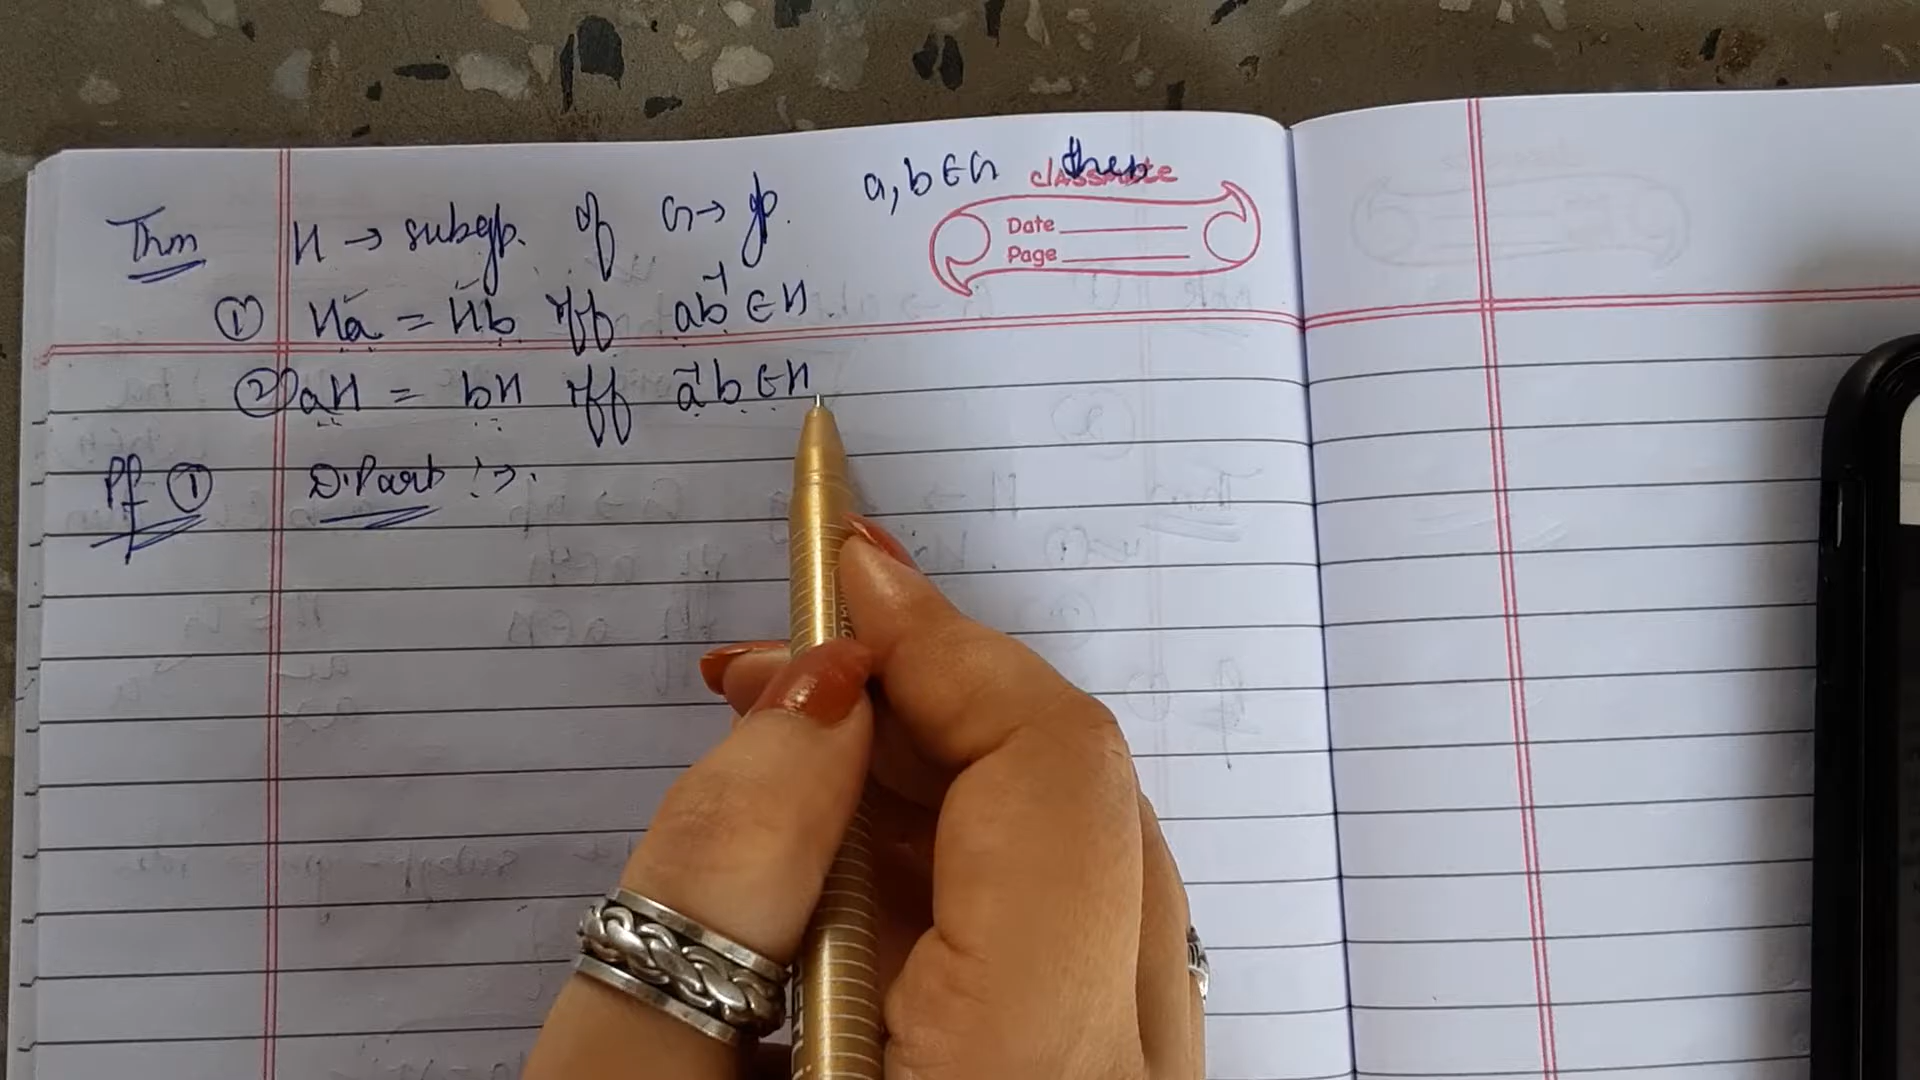 Thm H → subgp. of G → gp. a, b ∈ G then
classmate
Date
Page
① Ha = Hb iff ab⁻¹ ∈ H.
② aH = bH iff a⁻¹b ∈ H
Pf ① D.Part :→.